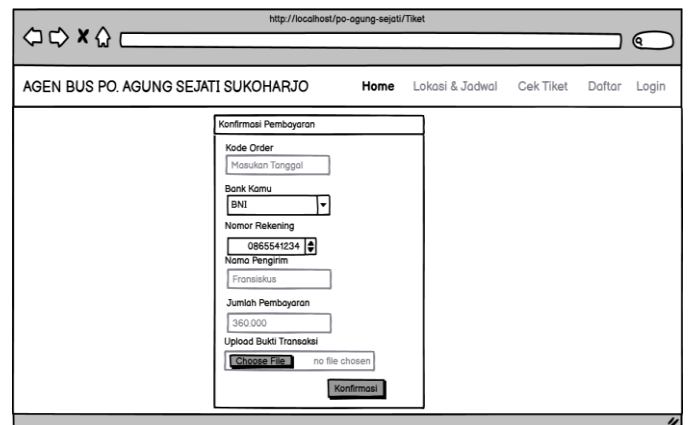 http://localhost/po-agung-sejati/Tiket
AGEN BUS PO. AGUNG SEJATI SUKOHARJO Home Lokasi & Jadwal Cek Tiket Daftar Login
Konfirmasi Pembayaran
Kode Order
Masukan Tanggal
Bank Kamu
BNI
Nomor Rekening
0865541234
Nama Pengirim
Fransiskus
Jumlah Pembayaran
360.000
Upload Bukti Transaksi
Choose File no file chosen
Konfirmasi